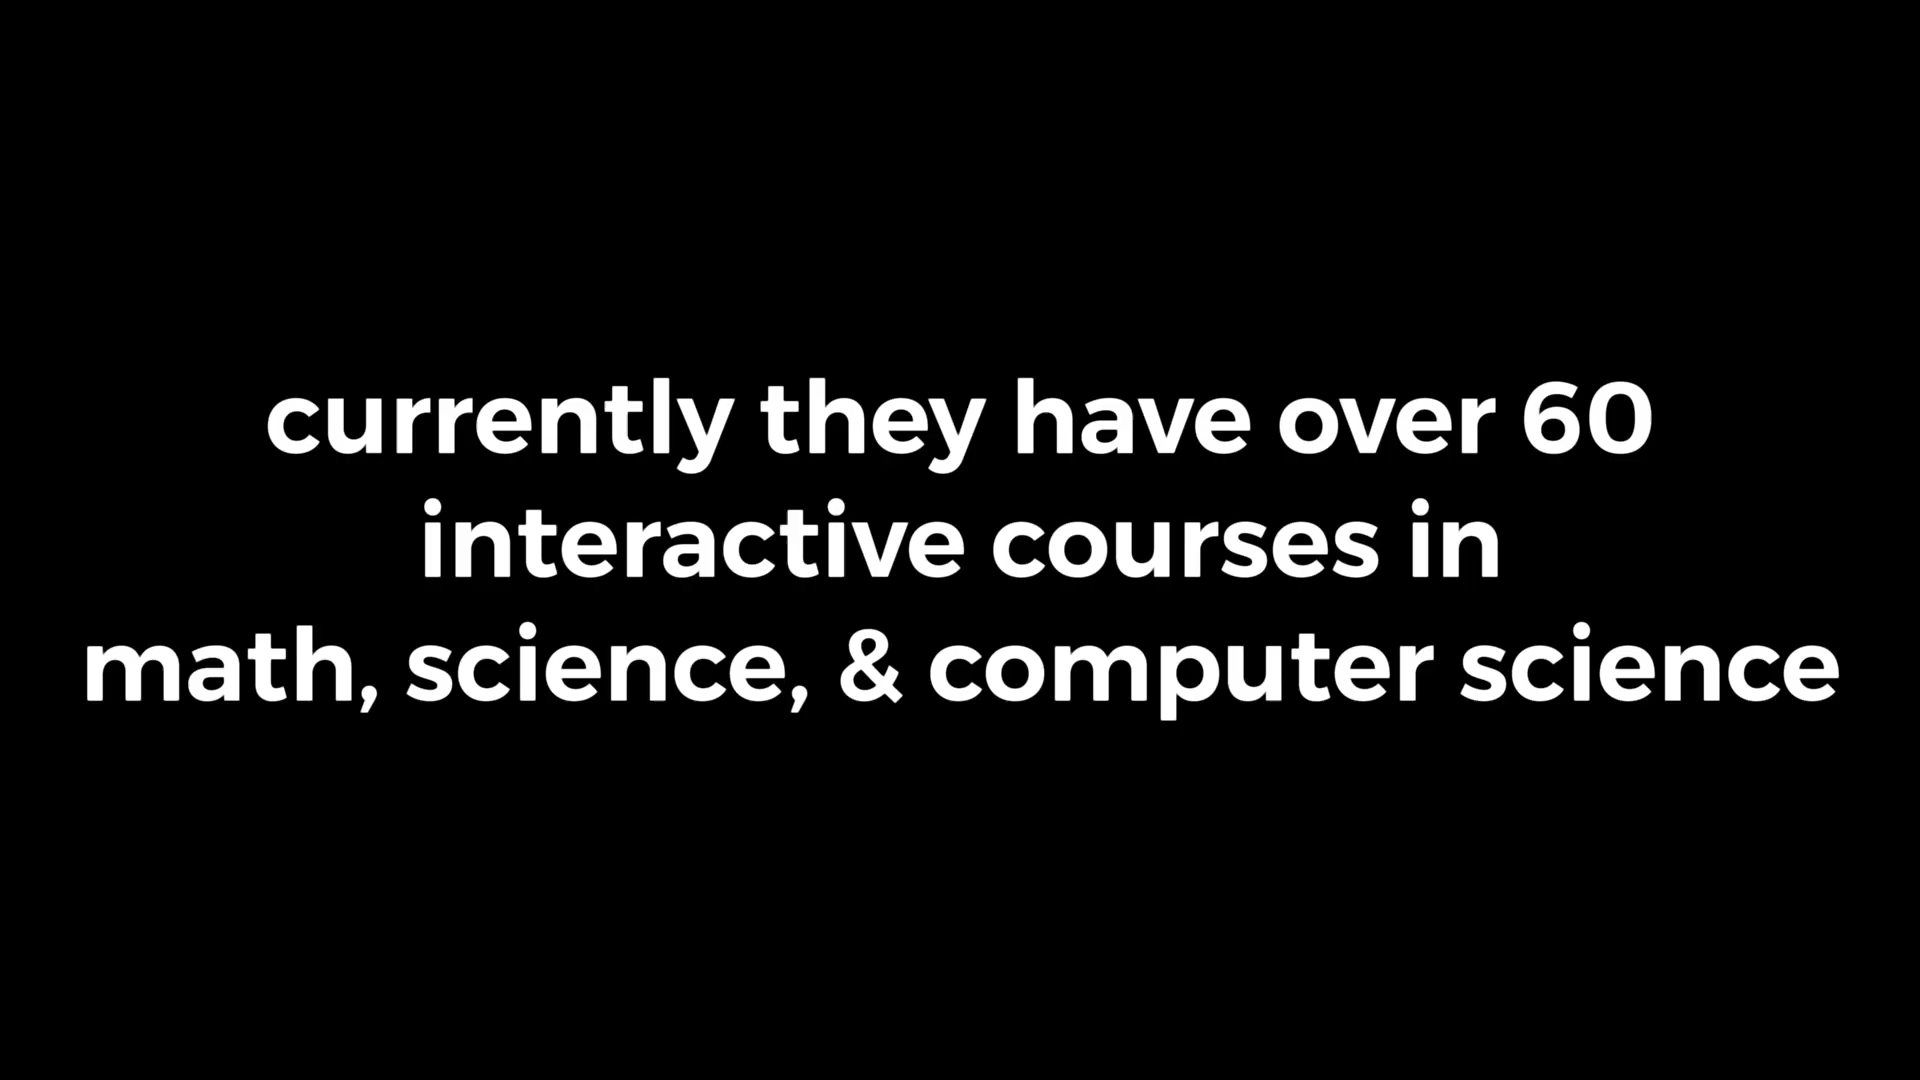 currently they have over 60
interactive courses in
math, science, & computer science